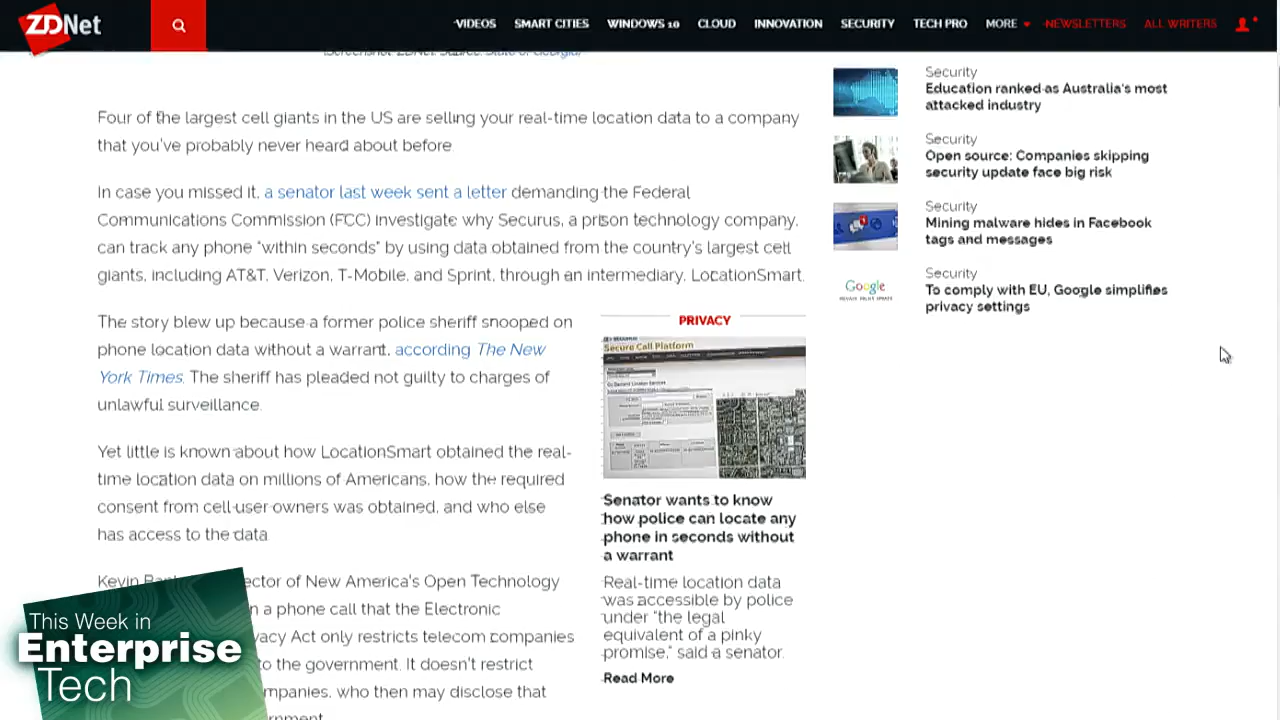 ZDNet
VIDEOS SMART CITIES WINDOWS 10 CLOUD INNOVATION SECURITY TECH PRO MORE NEWSLETTERS ALL WRITERS
(Screenshot: ZDNet. Source: State of Georgia)
Four of the largest cell giants in the US are selling your real-time location data to a company
that you've probably never heard about before
In case you missed it, a senator last week sent a letter demanding the Federal
Communications Commission (FCC) investigate why Securus, a prison technology company,
can track any phone "within seconds" by using data obtained from the country's largest cell
giants, including AT&T, Verizon, T-Mobile, and Sprint, through an intermediary, LocationSmart.
The story blew up because a former police sheriff snooped on
phone location data without a warrant, according The New
York Times. The sheriff has pleaded not guilty to charges of
unlawful surveillance.
Yet little is known about how LocationSmart obtained the real-
time location data on millions of Americans, how the required
consent from cell user owners was obtained, and who else
has access to the data
Kevin ector of New America's Open Technology
n a phone call that the Electronic
vacy Act only restricts telecom companies
to the government. It doesn't restrict
mpanies, who then may disclose that
rnment
PRIVACY
Secure Call Platform
Senator wants to know
how police can locate any
phone in seconds without
a warrant
Real-time location data
was accessible by police
under "the legal
equivalent of a pinky
promise," said a senator.
Read More
Security
Education ranked as Australia's most
attacked industry
Security
Open source: Companies skipping
security update face big risk
Security
Mining malware hides in Facebook
tags and messages
Google
Security
To comply with EU, Google simplifies
privacy settings
This Week in
Enterprise
Tech